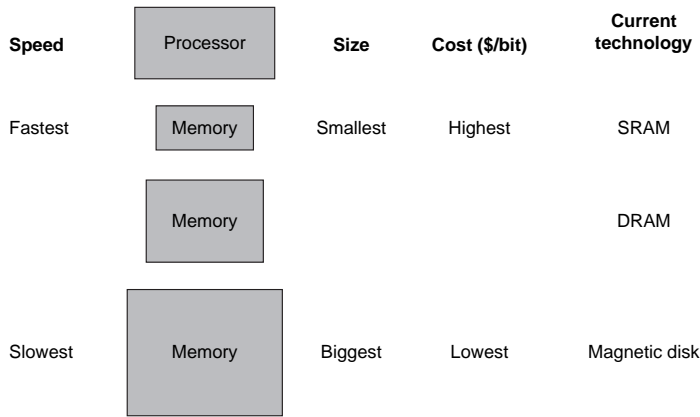 Speed Processor Size Cost ($/bit) Current
technology
Fastest Memory Smallest Highest SRAM
Memory DRAM
Slowest Memory Biggest Lowest Magnetic disk